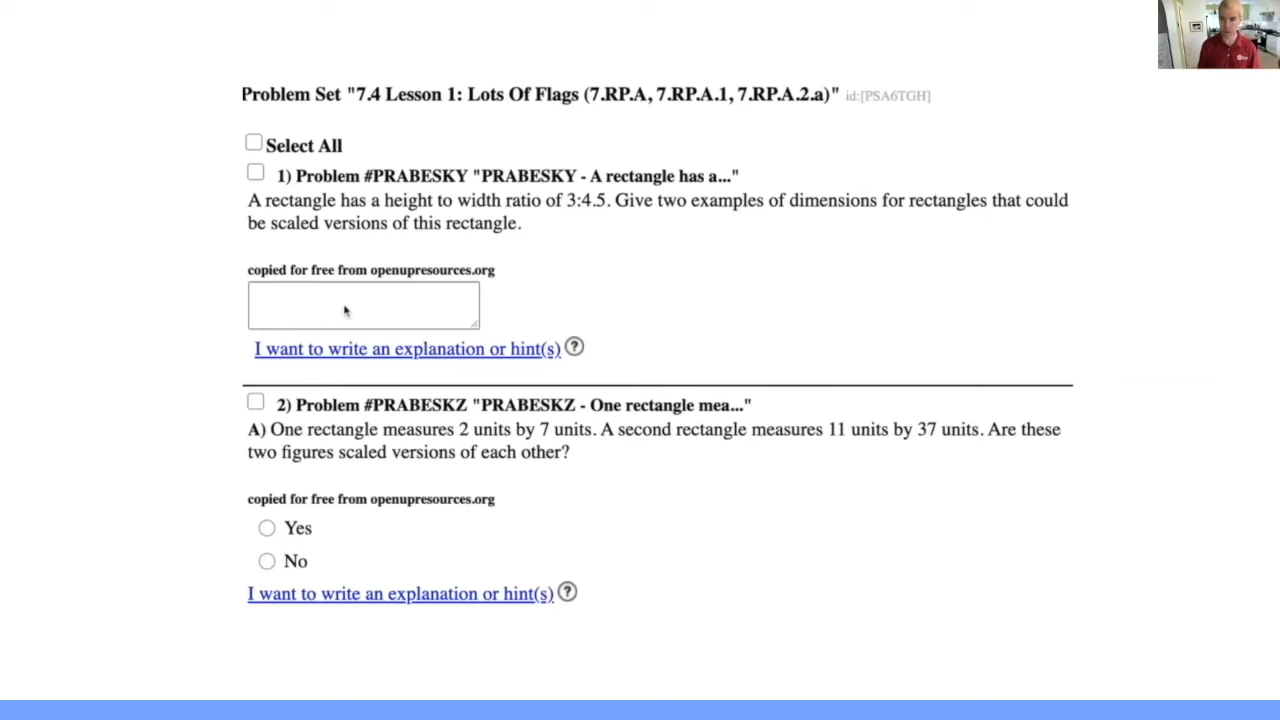 Problem Set "7.4 Lesson 1: Lots Of Flags (7.RP.A, 7.RP.A.1, 7.RP.A.2.a)" id:[PSA6TGH]
Select All
1) Problem #PRABESKY "PRABESKY - A rectangle has a..."
A rectangle has a height to width ratio of 3:4.5. Give two examples of dimensions for rectangles that could
be scaled versions of this rectangle.
copied for free from openupresources.org
I want to write an explanation or hint(s) ?
2) Problem #PRABESKZ "PRABESKZ - One rectangle mea..."
A) One rectangle measures 2 units by 7 units. A second rectangle measures 11 units by 37 units. Are these
two figures scaled versions of each other?
copied for free from openupresources.org
Yes
No
I want to write an explanation or hint(s) ?